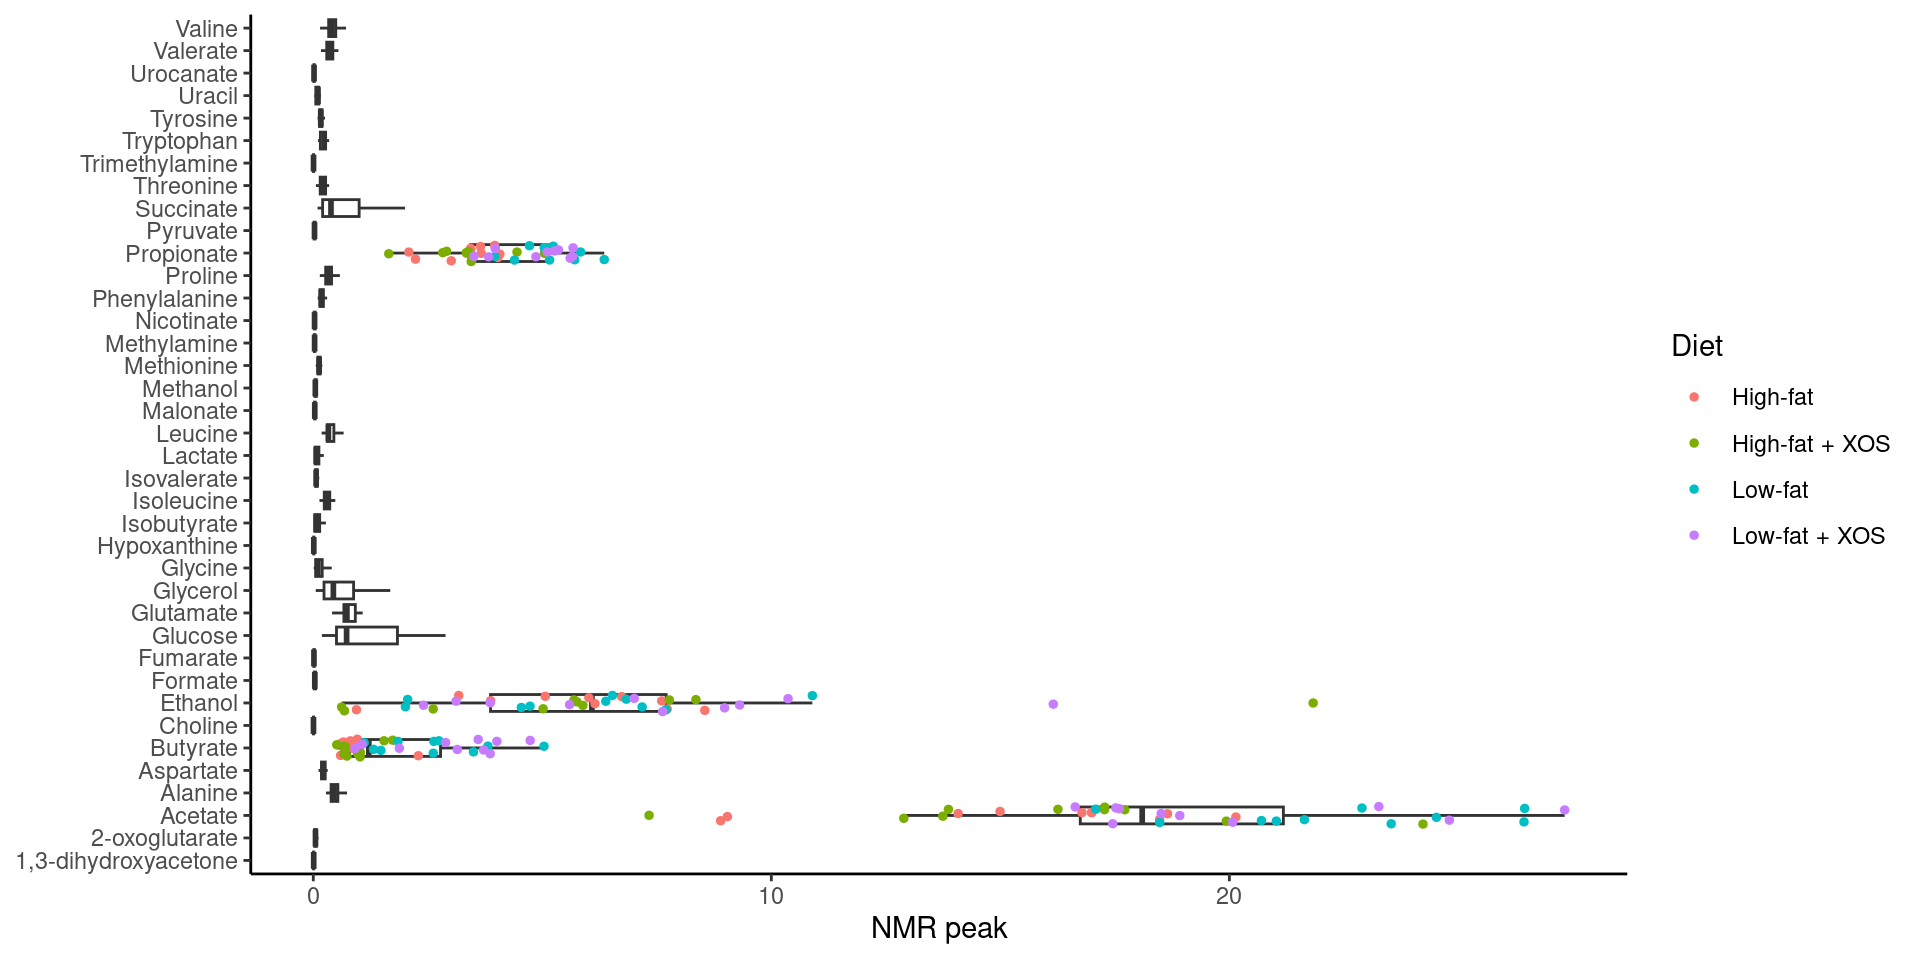 Valine
Valerate
Urocanate
Uracil
Tyrosine
Tryptophan
Trimethylamine
Threonine
Succinate
Pyruvate
Propionate
Proline
Phenylalanine
Nicotinate
Methylamine
Methionine
Methanol
Malonate
Leucine
Lactate
Isovalerate
Isoleucine
Isobutyrate
Hypoxanthine
Glycine
Glycerol
Glutamate
Glucose
Fumarate
Formate
Ethanol
Choline
Butyrate
Aspartate
Alanine
Acetate
2-oxoglutarate
1,3-dihydroxyacetone
0 10 20
NMR peak
Diet
High-fat
High-fat + XOS
Low-fat
Low-fat + XOS